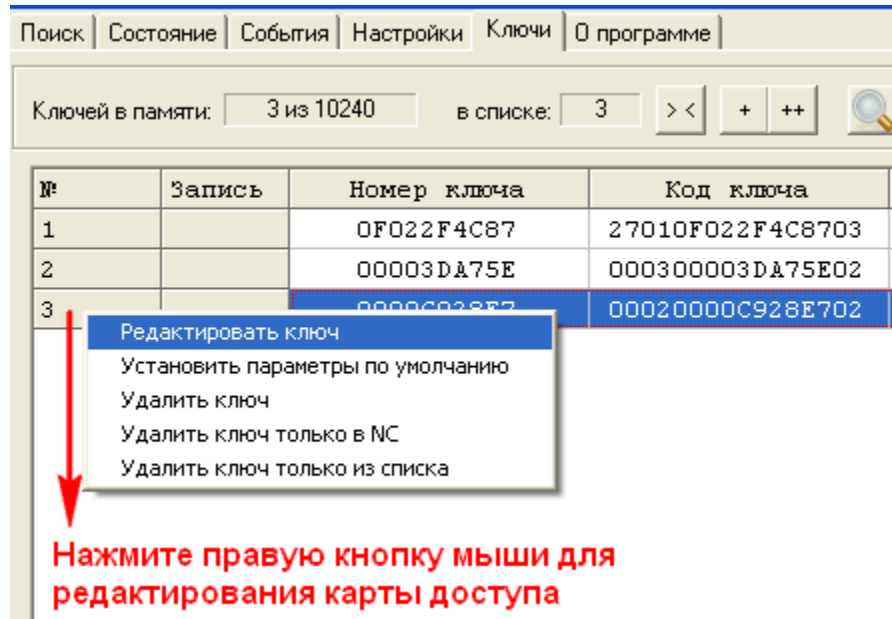 Поиск Состояние События Настройки Ключи О программе
Ключей в памяти: 3 из 10240 в списке: 3 > < + ++
№ Запись Номер ключа Код ключа
1 0F022F4C87 27010F022F4C8703
2 00003DA75E 000300003DA75E02
3 0000C928E7 00020000C928E702
Редактировать ключ
Установить параметры по умолчанию
Удалить ключ
Удалить ключ только в NC
Удалить ключ только из списка
Нажмите правую кнопку мыши для
редактирования карты доступа